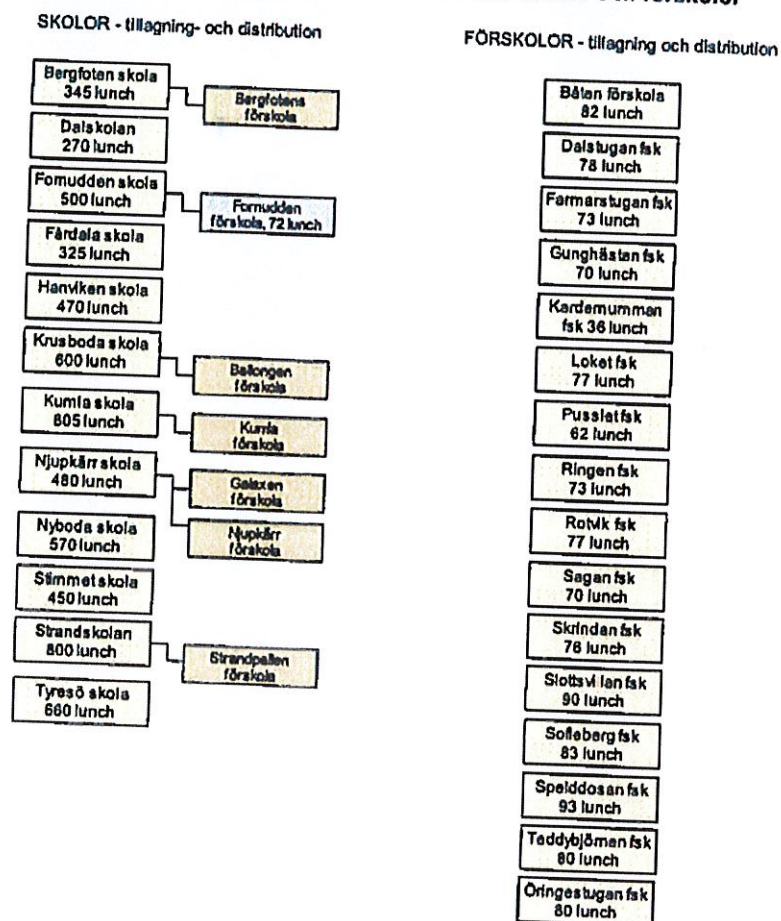 SKOLOR - tillagning- och distribution
Bergfoten skola
345 lunch
Bergfotens
förskola
Dalskolan
270 lunch
Fornudden skola
500 lunch
Fornudden
förskola, 72 lunch
Fårdala skola
325 lunch
Hanviken skola
470 lunch
Krusboda skola
600 lunch
Ballongen
förskola
Kumla skola
605 lunch
Kumla
förskola
Njupkärr skola
480 lunch
Galaxen
förskola
Njupkärr
förskola
Nyboda skola
570 lunch
Stimmet skola
450 lunch
Strandskolan
800 lunch
Strandpallen
förskola
Tyresö skola
660 lunch
FÖRSKOLOR - tillagning och distribution
Båten förskola
82 lunch
Dalstugan fsk
78 lunch
Farmarstugan fsk
73 lunch
Gunghästen fsk
70 lunch
Kardemumman
fsk 36 lunch
Loket fsk
77 lunch
Pusslet fsk
62 lunch
Ringen fsk
73 lunch
Rotvik fsk
77 lunch
Sagan fsk
70 lunch
Skrindan fsk
lunch
Slottsvillan fsk
90 lunch
Sofieberg fsk
83 lunch
Speldosan fsk
93 lunch
Teddybjörnen fsk
80 lunch
Öringestugan fsk
80 lunch